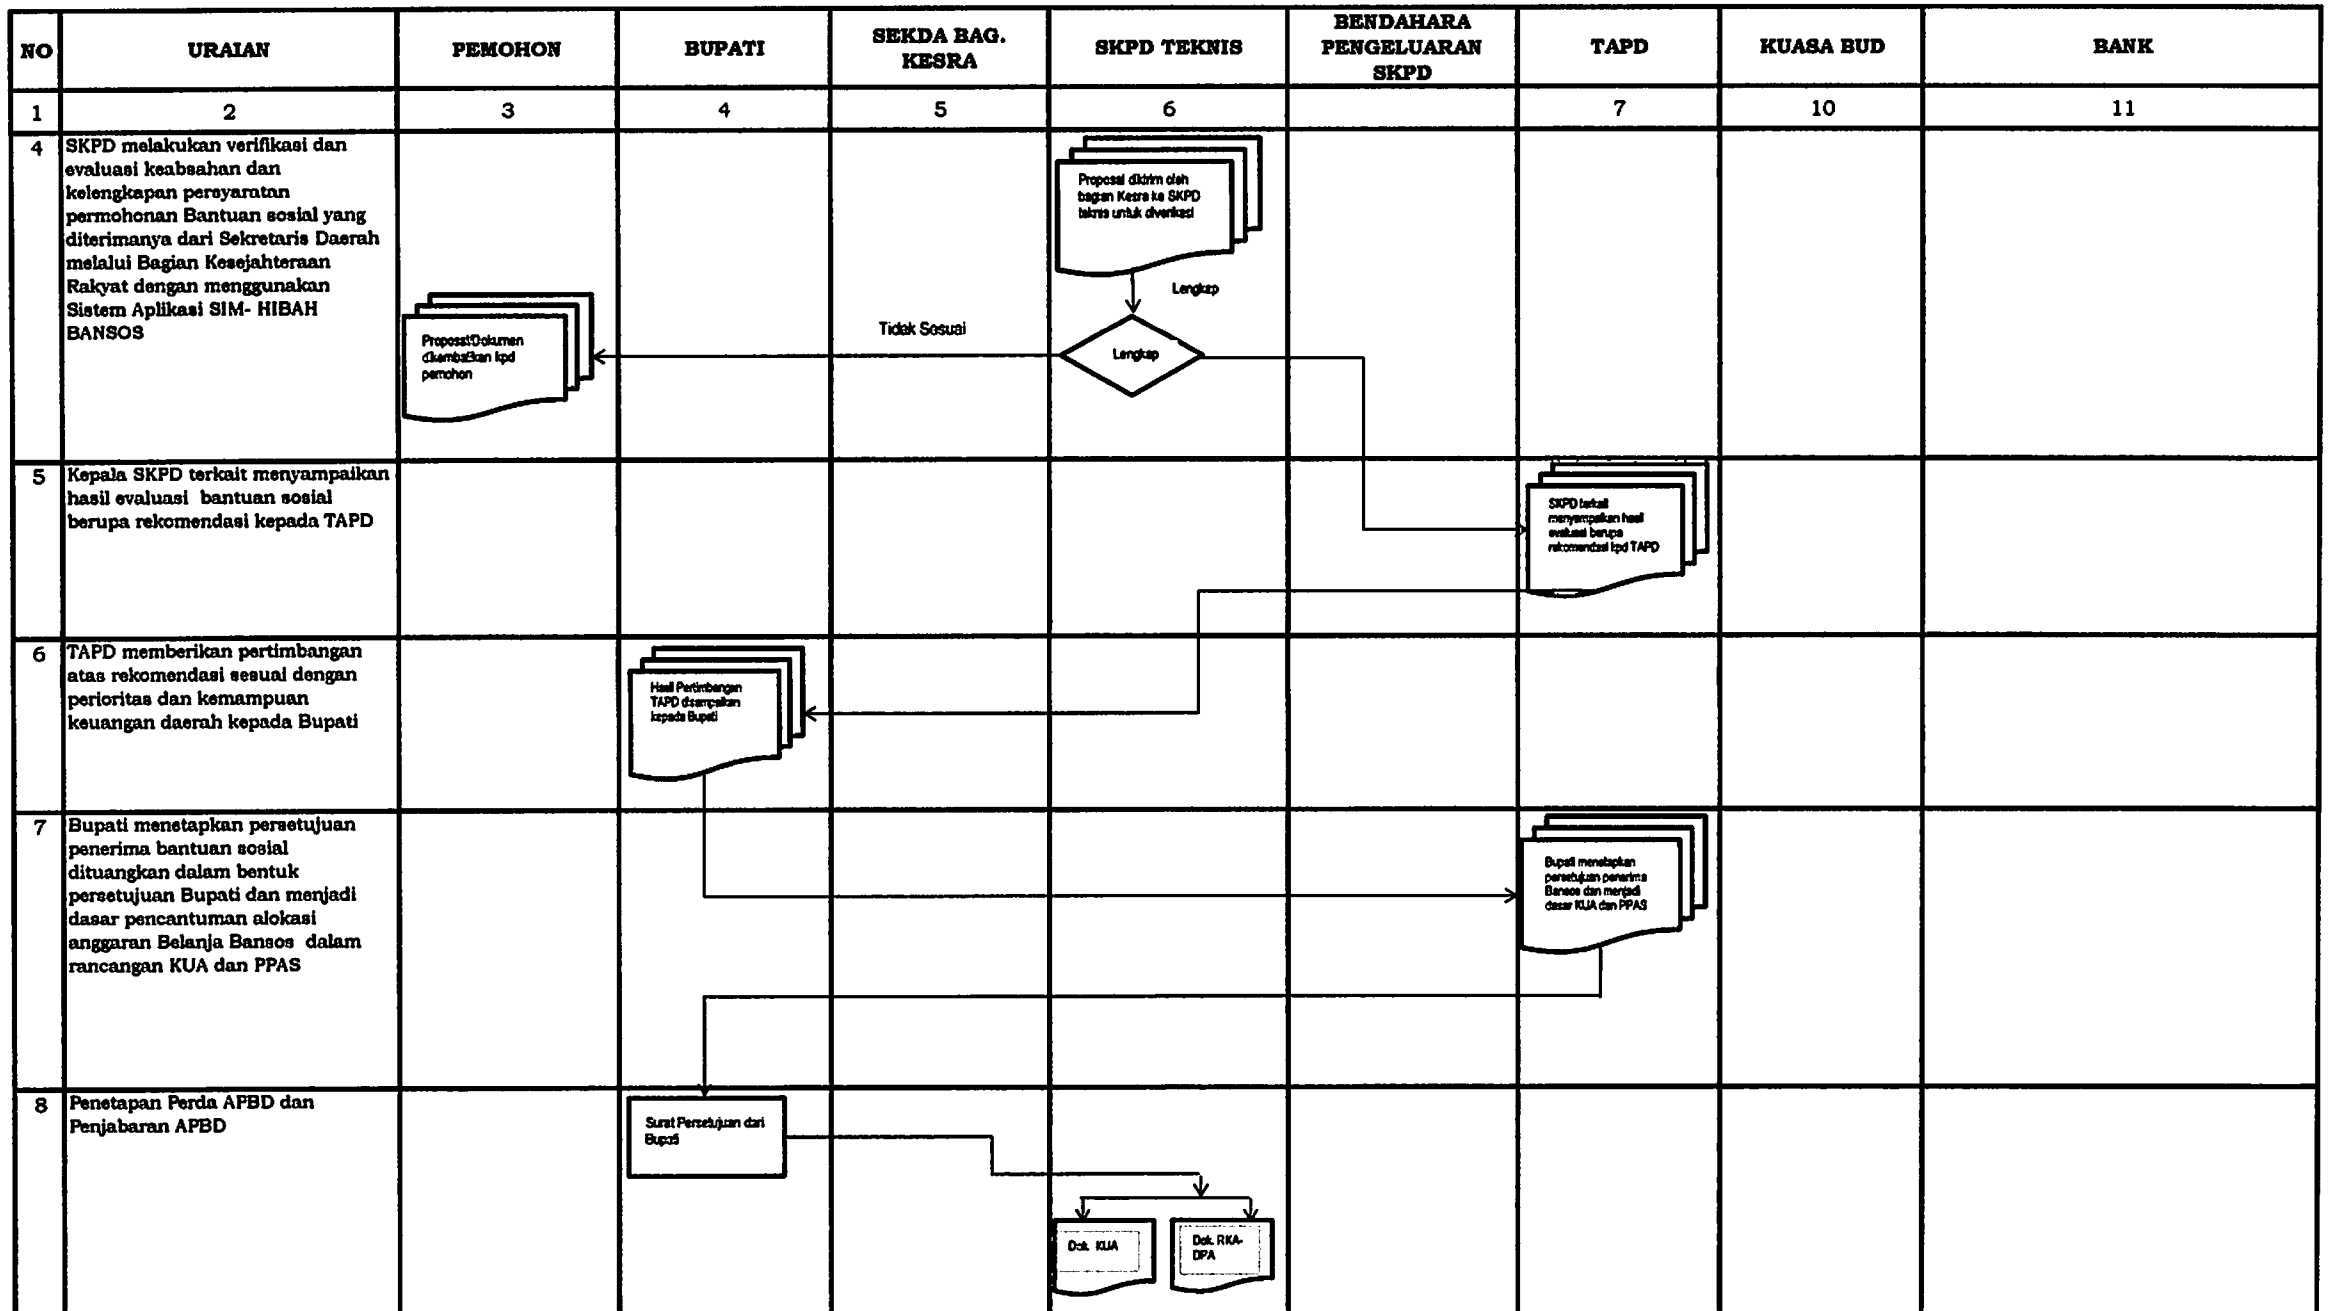 NO
URAIAN
PEMOHON
BUPATI
SEKDA BAG.
KESRA
SKPD TEKNIS
BENDAHARA
PENGELUARAN
SKPD
TAPD
KUASA BUD
BANK
1
2
3
4
5
6
7
10
11
4
SKPD melakukan verifikasi dan
evaluasi keabsahan dan
kelengkapan persyaratan
permohonan Bantuan sosial yang
diterimanya dari Sekretaris Daerah
melalui Bagian Kesejahteraan
Rakyat dengan menggunakan
Sistem Aplikasi SIM- HIBAH
BANSOS
Proposal dikirim oleh
bagian Kesra ke SKPD
teknis untuk diverikasi
Lengkap
Tidak Sesuai
Lengkap
Proposal/Dokumen
dikembalikan kpd
pemohon
5
Kepala SKPD terkait menyampaikan
hasil evaluasi bantuan sosial
berupa rekomendasi kepada TAPD
SKPD terkait
menyampaikan hasil
evaluasi berupa
rekomendasi kpd TAPD
6
TAPD memberikan pertimbangan
atas rekomendasi sesuai dengan
perioritas dan kemampuan
keuangan daerah kepada Bupati
Hasil Pertimbangan
TAPD disampaikan
kepada Bupati
7
Bupati menetapkan persetujuan
penerima bantuan sosial
dituangkan dalam bentuk
persetujuan Bupati dan menjadi
dasar pencantuman alokasi
anggaran Belanja Bansos dalam
rancangan KUA dan PPAS
Bupati menetapkan
persetujuan penerima
Bansos dan menjadi
dasar KUA dan PPAS
8
Penetapan Perda APBD dan
Penjabaran APBD
Surat Persetujuan dari
Bupati
Dok. KUA
Dok. RKA-
DPA